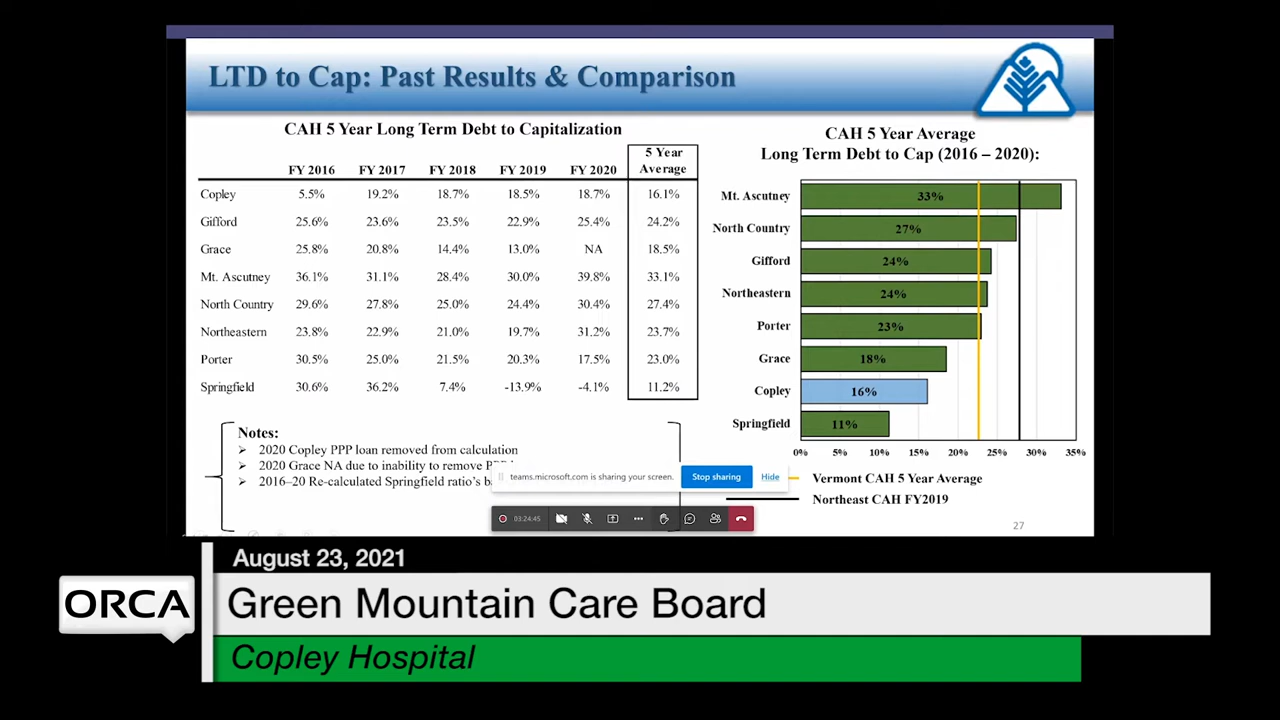 LTD to Cap: Past Results & Comparison
CAH 5 Year Long Term Debt to Capitalization
FY 2016 FY 2017 FY 2018 FY 2019 FY 2020 5 Year Average
Copley 5.5% 19.2% 18.7% 18.5% 18.7% 16.1%
Gifford 25.6% 23.6% 23.5% 22.9% 25.4% 24.2%
Grace 25.8% 20.8% 14.4% 13.0% NA 18.5%
Mt. Ascutney 36.1% 31.1% 28.4% 30.0% 39.8% 33.1%
North Country 29.6% 27.8% 25.0% 24.4% 30.4% 27.4%
Northeastern 23.8% 22.9% 21.0% 19.7% 31.2% 23.7%
Porter 30.5% 25.0% 21.5% 20.3% 17.5% 23.0%
Springfield 30.6% 36.2% 7.4% -13.9% -4.1% 11.2%
Notes:
➢ 2020 Copley PPP loan removed from calculation
➢ 2020 Grace NA due to inability to remove
➢ 2016–20 Re-calculated Springfield ratio's
CAH 5 Year Average
Long Term Debt to Cap (2016 – 2020):
Mt. Ascutney 33%
North Country 27%
Gifford 24%
Northeastern 24%
Porter 23%
Grace 18%
Copley 16%
Springfield 11%
0% 5% 10% 15% 20% 25% 30% 35%
Vermont CAH 5 Year Average
Northeast CAH FY2019
27
teams.microsoft.com is sharing your screen. Stop sharing Hide
03:24:45
August 23, 2021
ORCA
Green Mountain Care Board
Copley Hospital